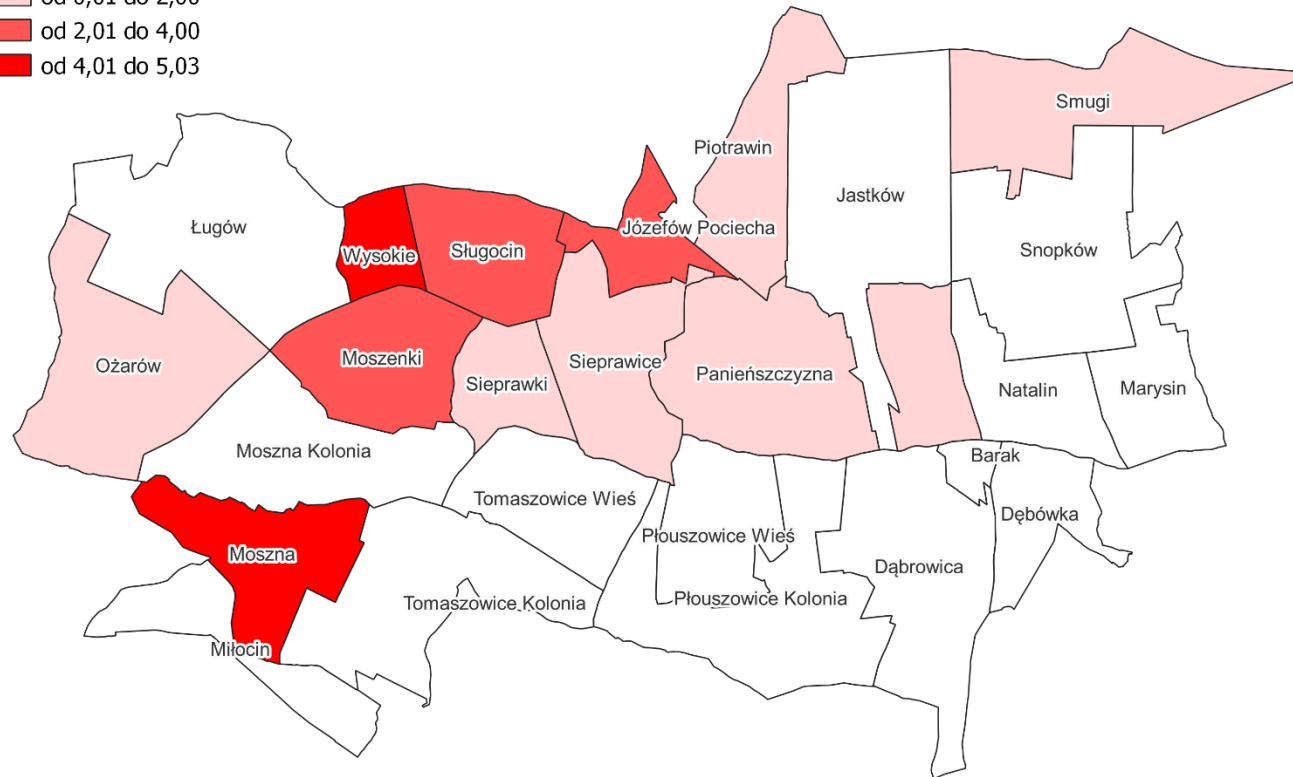 od 2,01 do 4,00
od 4,01 do 5,03
Smugi
Piotrawin
Jastków
Ługów
Józefów Pociecha
Wysokie
Sługocin
Snopków
Ożarów
Moszenki
Sieprawice
Sieprawki
Panieńszczyzna
Natalin
Marysin
Moszna Kolonia
Barak
Tomaszowice Wieś
Dębówka
Płouszowice Wieś
Moszna
Dąbrowica
Tomaszowice Kolonia
Płouszowice Kolonia
Miłocin